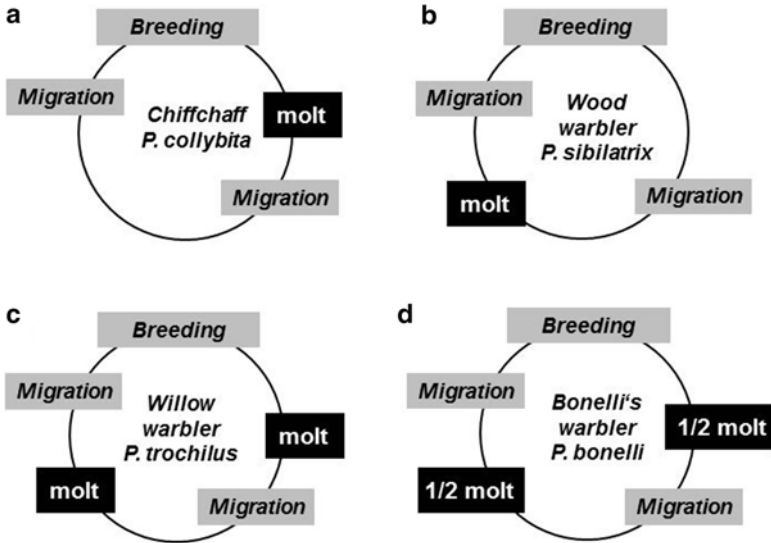 a
Breeding
Migration
Chiffchaff
P. collybita
molt
Migration
b
Breeding
Migration
Wood
warbler
P. sibilatrix
molt
Migration
c
Breeding
Migration
Willow
warbler
P. trochilus
molt
molt
Migration
d
Breeding
Migration
Bonelli‘s
warbler
P. bonelli
1/2 molt
1/2 molt
Migration